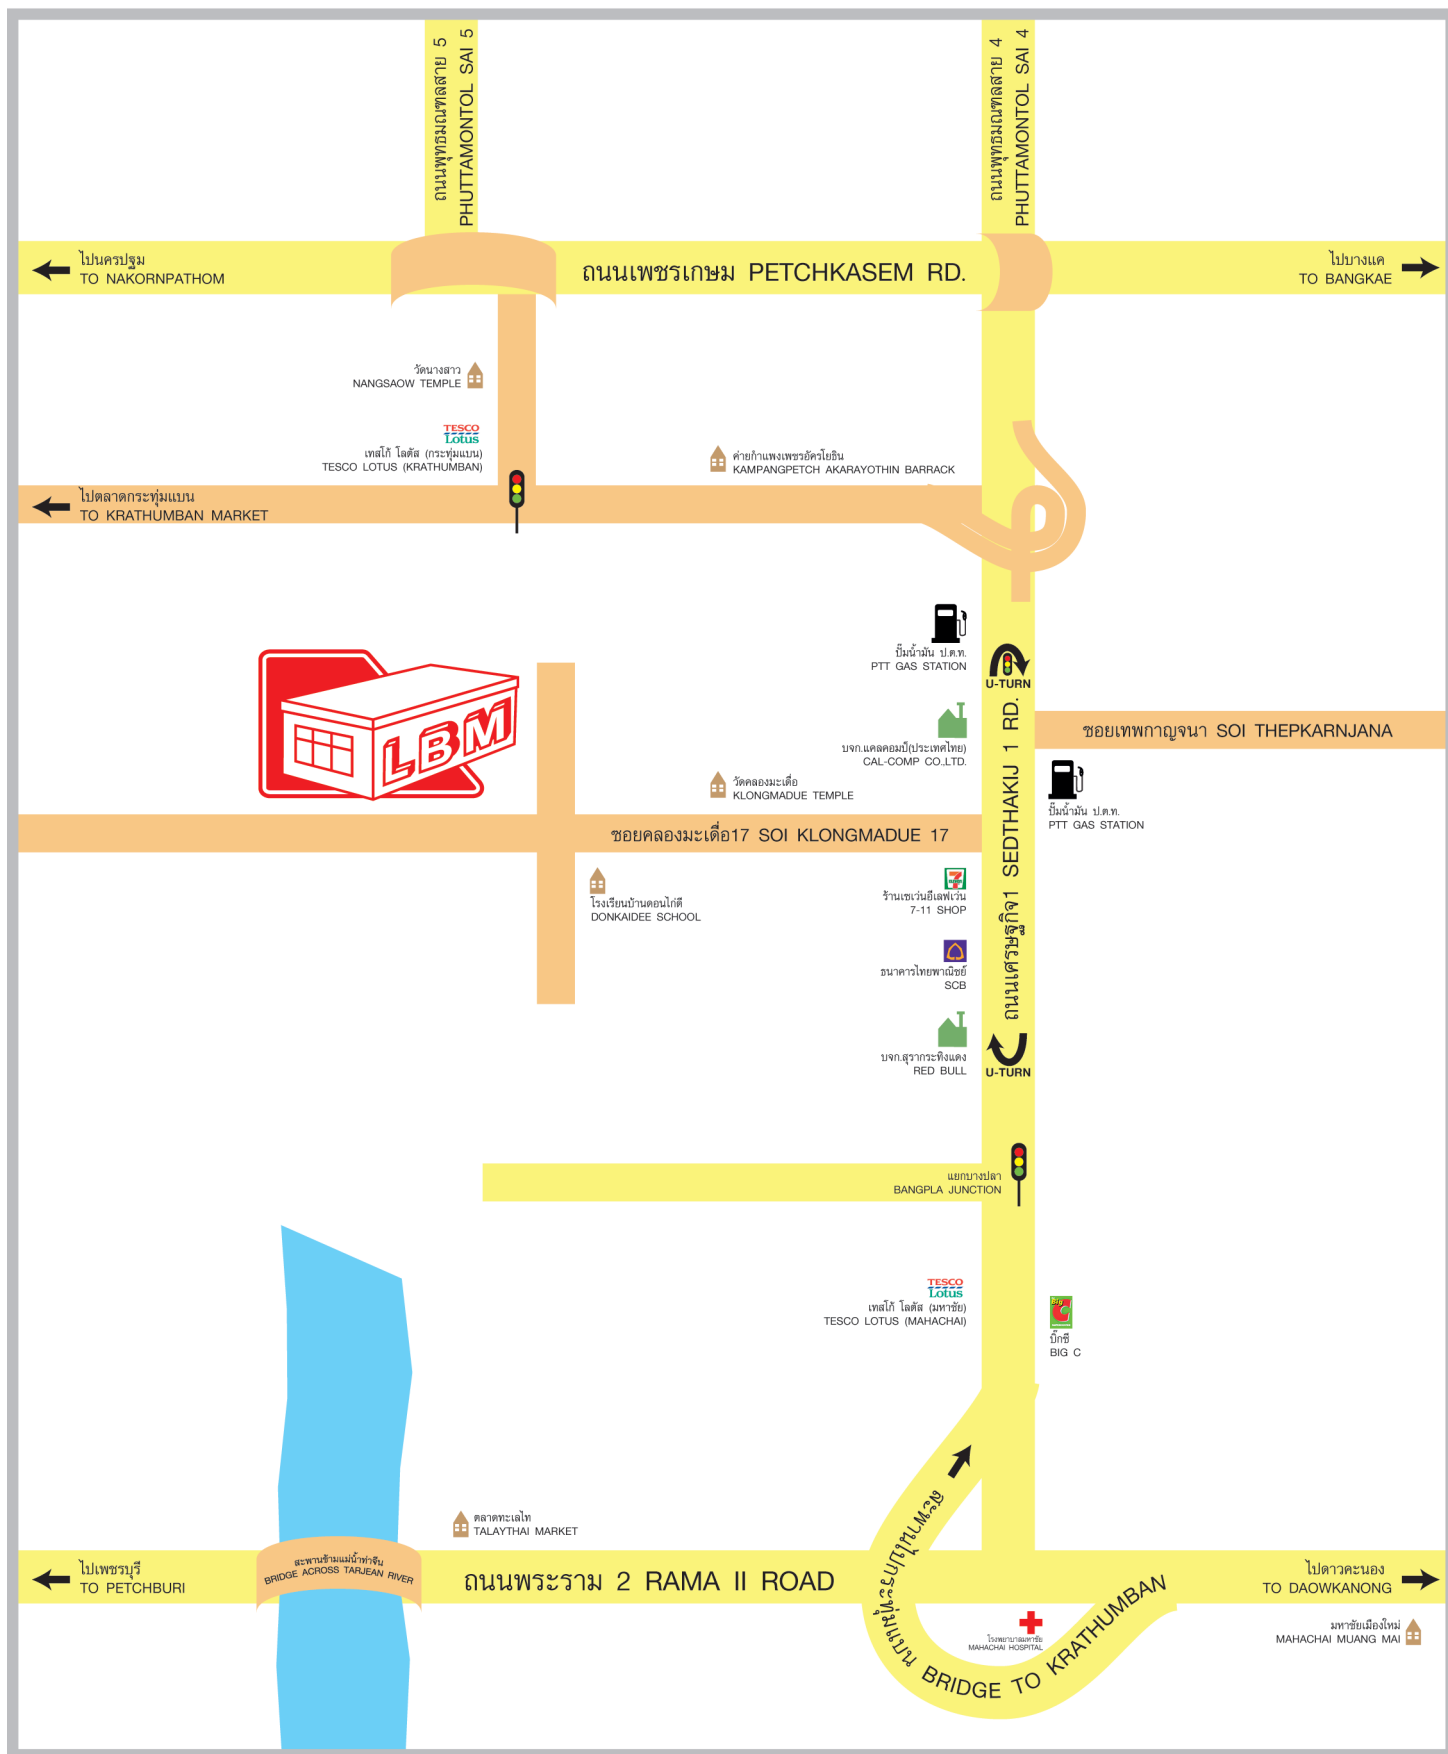 ถนนพุทธมณฑลสาย 5
PHUTTAMONTOL SAI 5
ถนนพุทธมณฑลสาย 4
PHUTTAMONTOL SAI 4
ไปนครปฐม
TO NAKORNPATHOM
ถนนเพชรเกษม PETCHKASEM RD.
ไปบางแค
TO BANGKAE
วัดนางสาว
NANGSAOW TEMPLE
TESCO
Lotus
เทสโก้ โลตัส (กระทุ่มแบน)
TESCO LOTUS (KRATHUMBAN)
ค่ายกำแพงเพชรอัครโยธิน
KAMPANGPETCH AKARAYOTHIN BARRACK
ไปตลาดกระทุ่มแบน
TO KRATHUMBAN MARKET
ปั๊มน้ำมัน ป.ต.ท.
PTT GAS STATION
U-TURN
LBM
บจก.แคลคอมป์(ประเทศไทย)
CAL-COMP CO.,LTD.
ซอยเทพกาญจนา SOI THEPKARNJANA
วัดคลองมะเดื่อ
KLONGMADUE TEMPLE
ปั๊มน้ำมัน ป.ต.ท.
PTT GAS STATION
ซอยคลองมะเดื่อ17 SOI KLONGMADUE 17
ถนนเศรษฐกิจ1 SEDTHAKIJ 1 RD.
โรงเรียนบ้านดอนไก่ดี
DONKAIDEE SCHOOL
7
ร้านเซเว่นอีเลฟเว่น
7-11 SHOP
ธนาคารไทยพาณิชย์
SCB
บจก.สุรากระทิงแดง
RED BULL
U-TURN
แยกบางปลา
BANGPLA JUNCTION
TESCO
Lotus
เทสโก้ โลตัส (มหาชัย)
TESCO LOTUS (MAHACHAI)
Big C
บิ๊กซี
BIG C
ตลาดทะเลไท
TALAYTHAI MARKET
สะพานข้ามแม่น้ำท่าจีน
BRIDGE ACROSS TARJEAN RIVER
ไปเพชรบุรี
TO PETCHBURI
ถนนพระราม 2 RAMA II ROAD
ไปดาวคะนอง
TO DAOWKANONG
สะพานไปกระทุ่มแบน BRIDGE TO KRATHUMBAN
โรงพยาบาลมหาชัย
MAHACHAI HOSPITAL
มหาชัยเมืองใหม่
MAHACHAI MUANG MAI